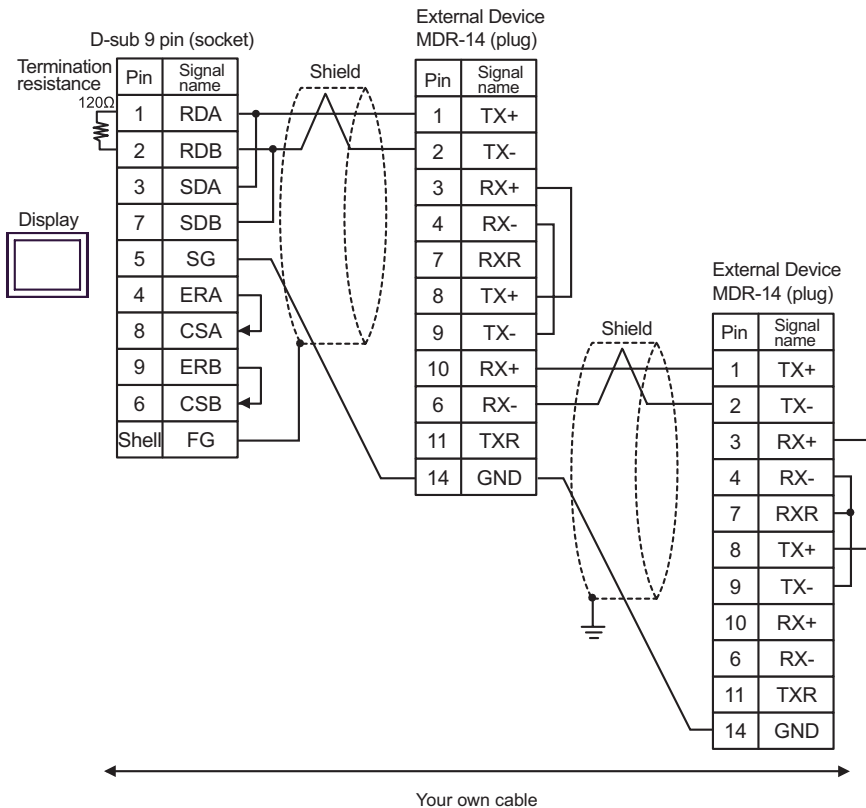 D-sub 9 pin (socket)
Termination
resistance
120Ω
Display
Pin Signal name
1 RDA
2 RDB
3 SDA
7 SDB
5 SG
4 ERA
8 CSA
9 ERB
6 CSB
Shell FG
Shield
External Device
MDR-14 (plug)
Pin Signal name
1 TX+
2 TX-
3 RX+
4 RX-
7 RXR
8 TX+
9 TX-
10 RX+
6 RX-
11 TXR
14 GND
Shield
External Device
MDR-14 (plug)
Pin Signal name
1 TX+
2 TX-
3 RX+
4 RX-
7 RXR
8 TX+
9 TX-
10 RX+
6 RX-
11 TXR
14 GND
Your own cable